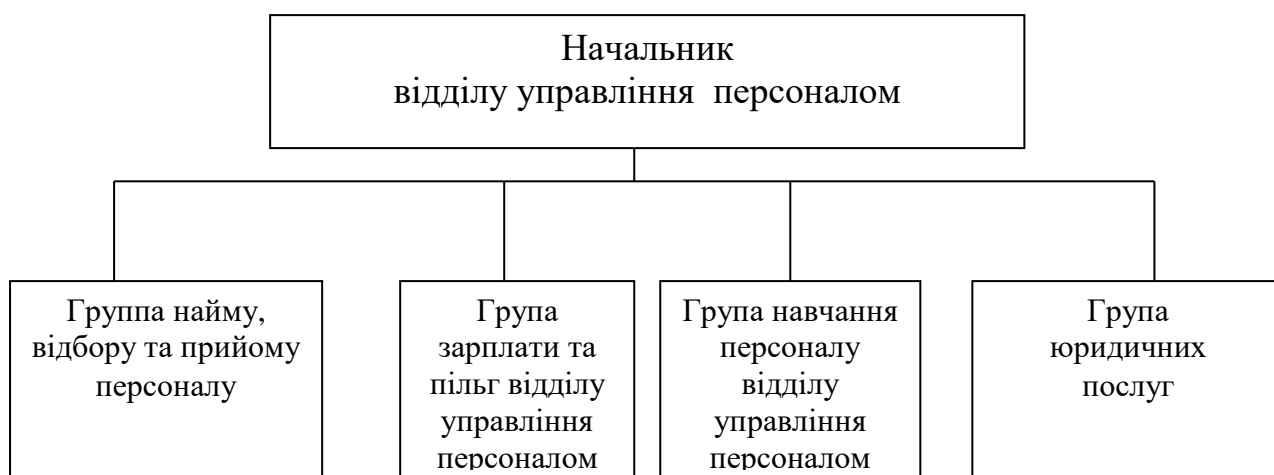 Начальник
відділу управління персоналом
Группа найму,
відбору та прийому
персоналу
Група
зарплати та
пільг відділу
управління
персоналом
Група навчання
персоналу
відділу
управління
персоналом
Група
юридичних
послуг